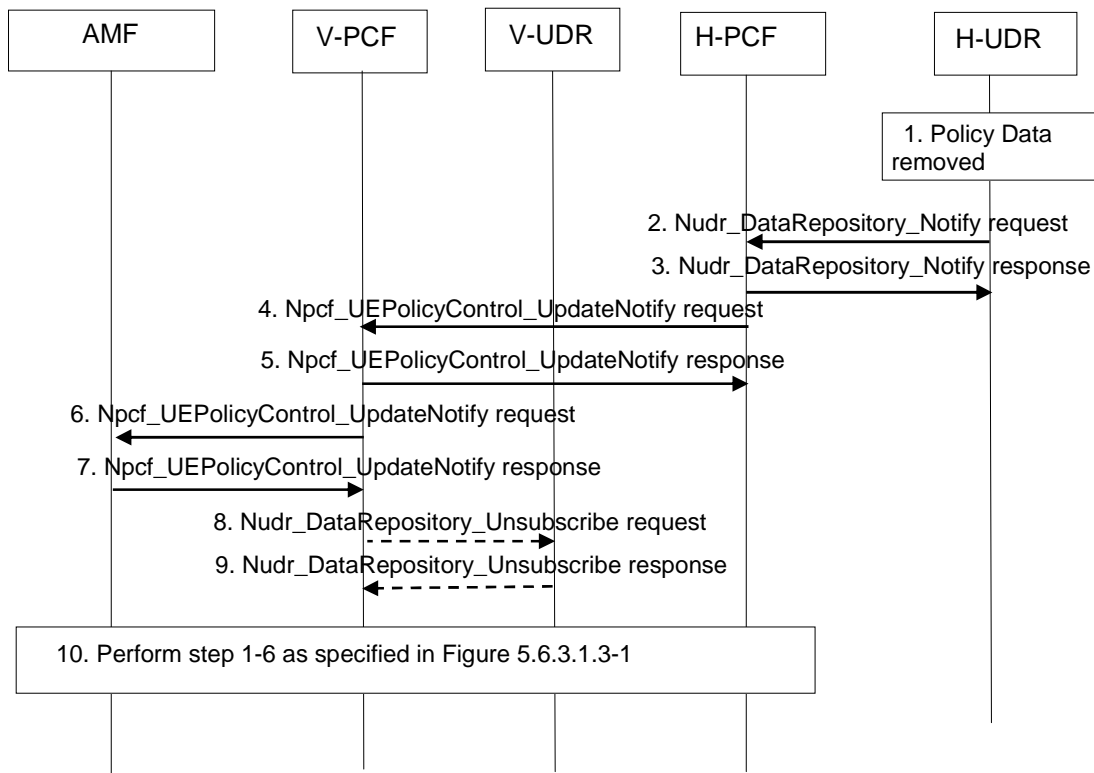 AMF
V-PCF
V-UDR
H-PCF
H-UDR
1. Policy Data
removed
2. Nudr_DataRepository_Notify request
3. Nudr_DataRepository_Notify response
4. Npcf_UEPolicyControl_UpdateNotify request
5. Npcf_UEPolicyControl_UpdateNotify response
6. Npcf_UEPolicyControl_UpdateNotify request
7. Npcf_UEPolicyControl_UpdateNotify response
8. Nudr_DataRepository_Unsubscribe request
9. Nudr_DataRepository_Unsubscribe response
10. Perform step 1-6 as specified in Figure 5.6.3.1.3-1